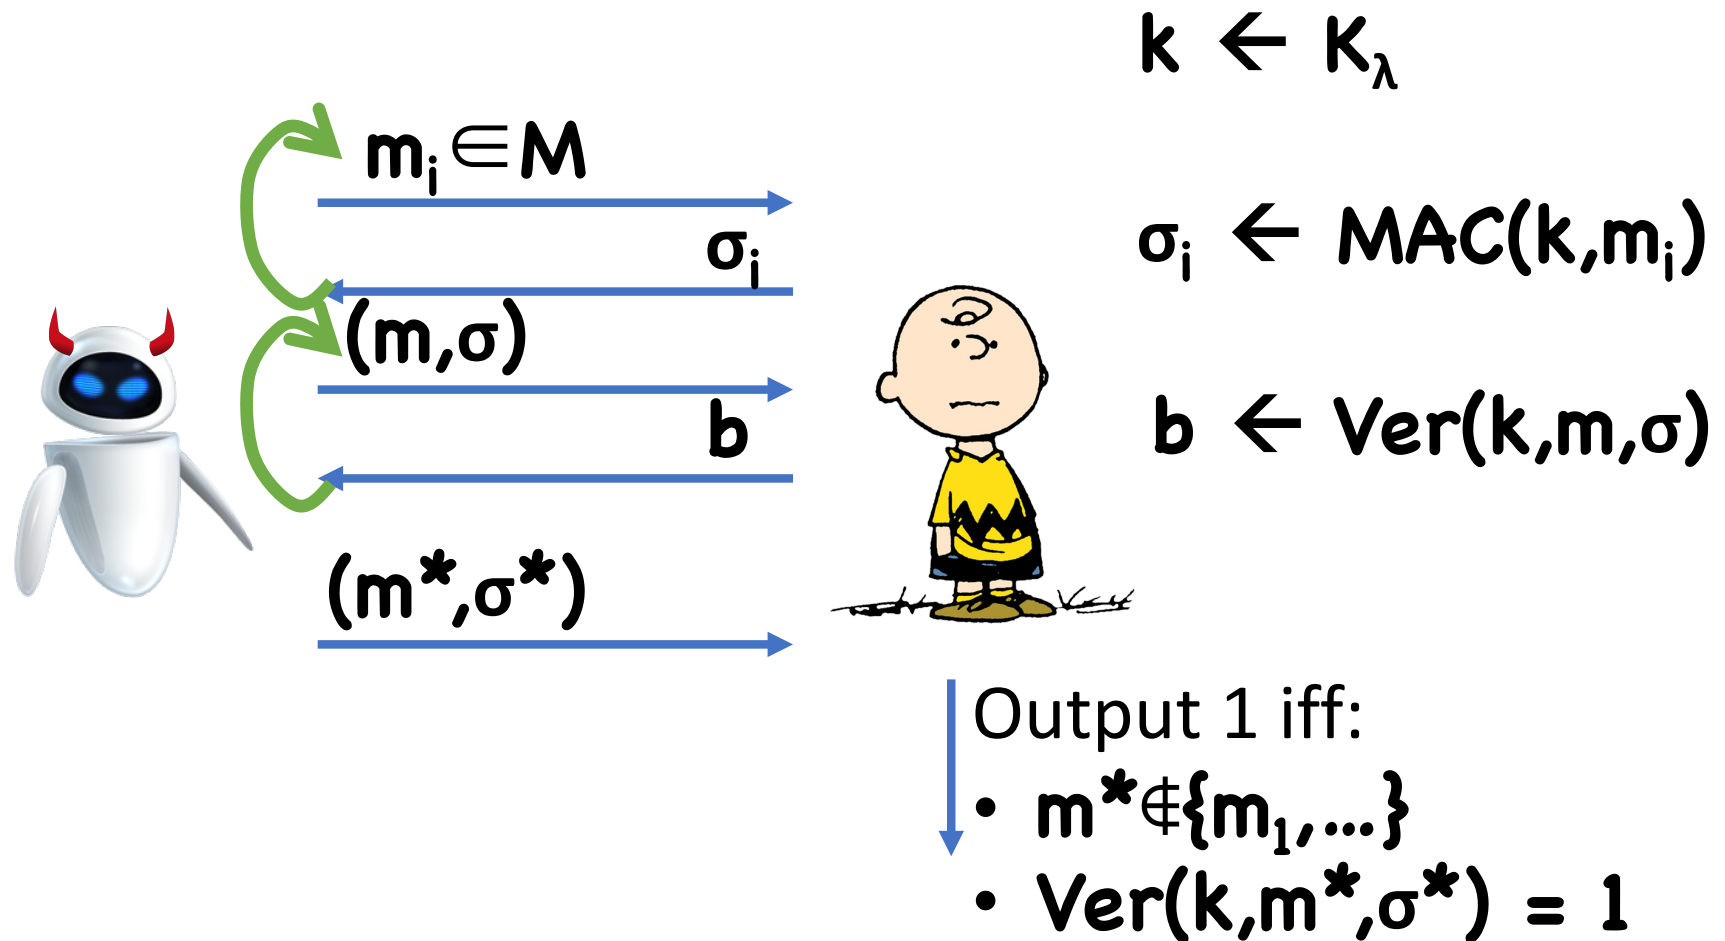 k ← K_λ
m_i ∈ M
σ_i
σ_i ← MAC(k,m_i)
(m,σ)
b
b ← Ver(k,m,σ)
(m*,σ*)
Output 1 iff:
• m*∉{m_1,…}
• Ver(k,m*,σ*) = 1